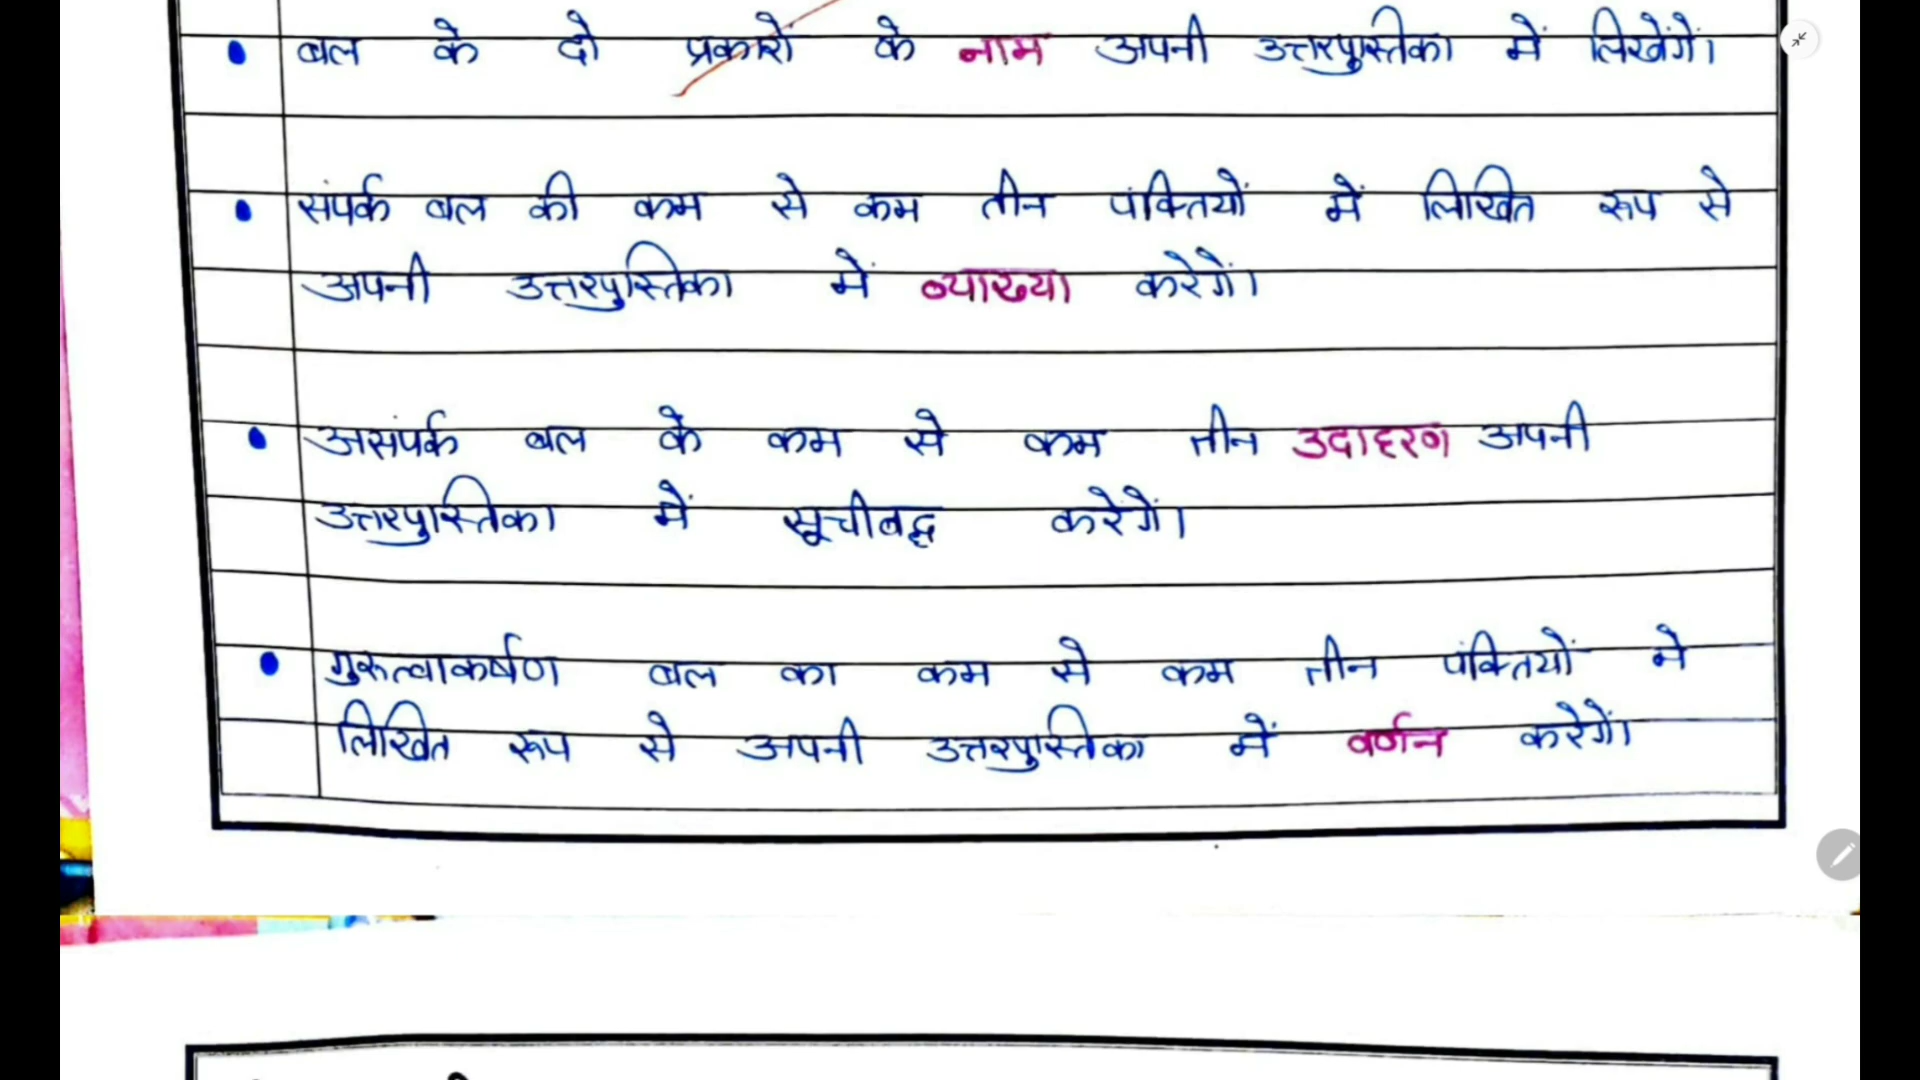 • बल के दो प्रकारों के नाम अपनी उत्तरपुस्तिका में लिखेंगें।
• संपर्क बल की कम से कम तीन पंक्तियों में लिखित रूप से
अपनी उत्तरपुस्तिका में व्याख्या करेगें।
• असंपर्क बल के कम से कम तीन उदाहरण अपनी
उत्तरपुस्तिका में सूचीबद्ध करेंगें।
• गुरुत्वाकर्षण बल का कम से कम तीन पंक्तियों में
लिखित रूप से अपनी उत्तरपुस्तिका में वर्णन करेगें।